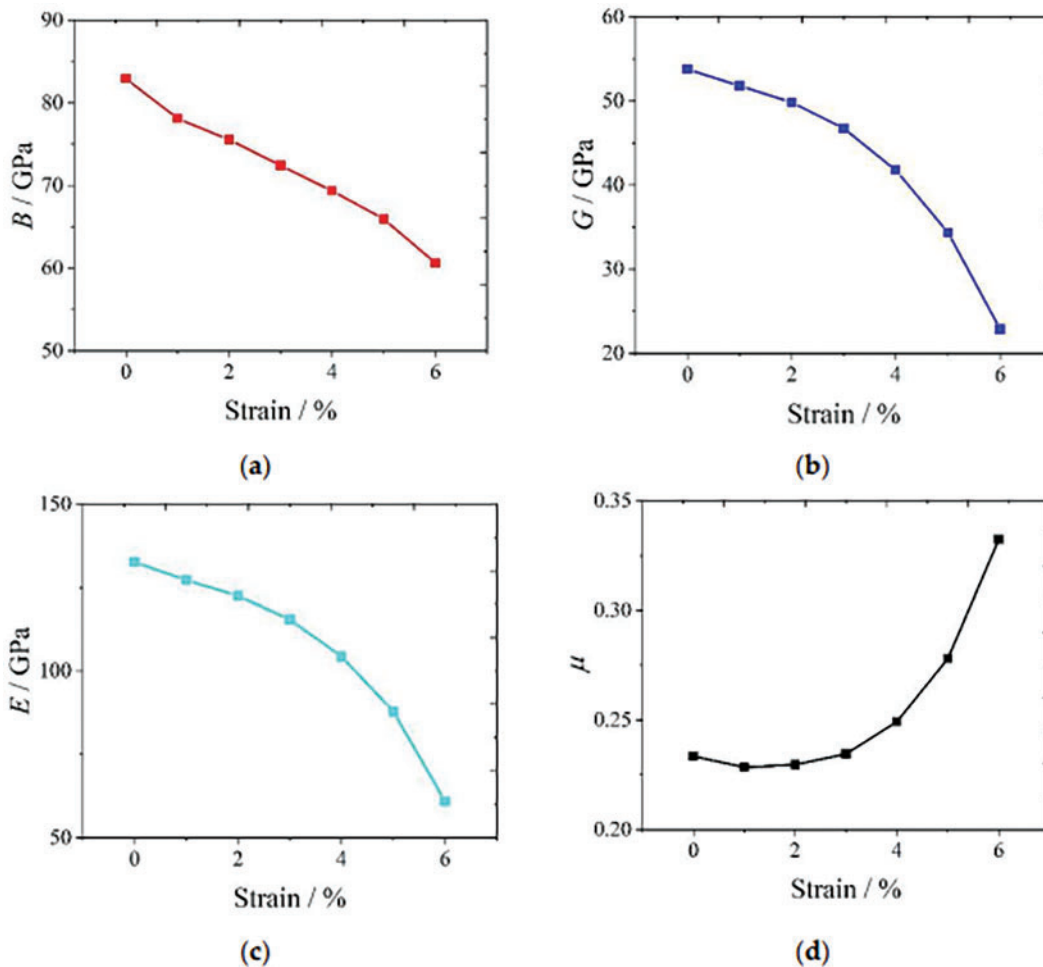 90
80
70
60
50
B / GPa
0 2 4 6
Strain / %
(a)
60
50
40
30
20
G / GPa
0 2 4 6
Strain / %
(b)
150
100
50
E / GPa
0 2 4 6
Strain / %
(c)
0.35
0.30
0.25
0.20
μ
0 2 4 6
Strain / %
(d)